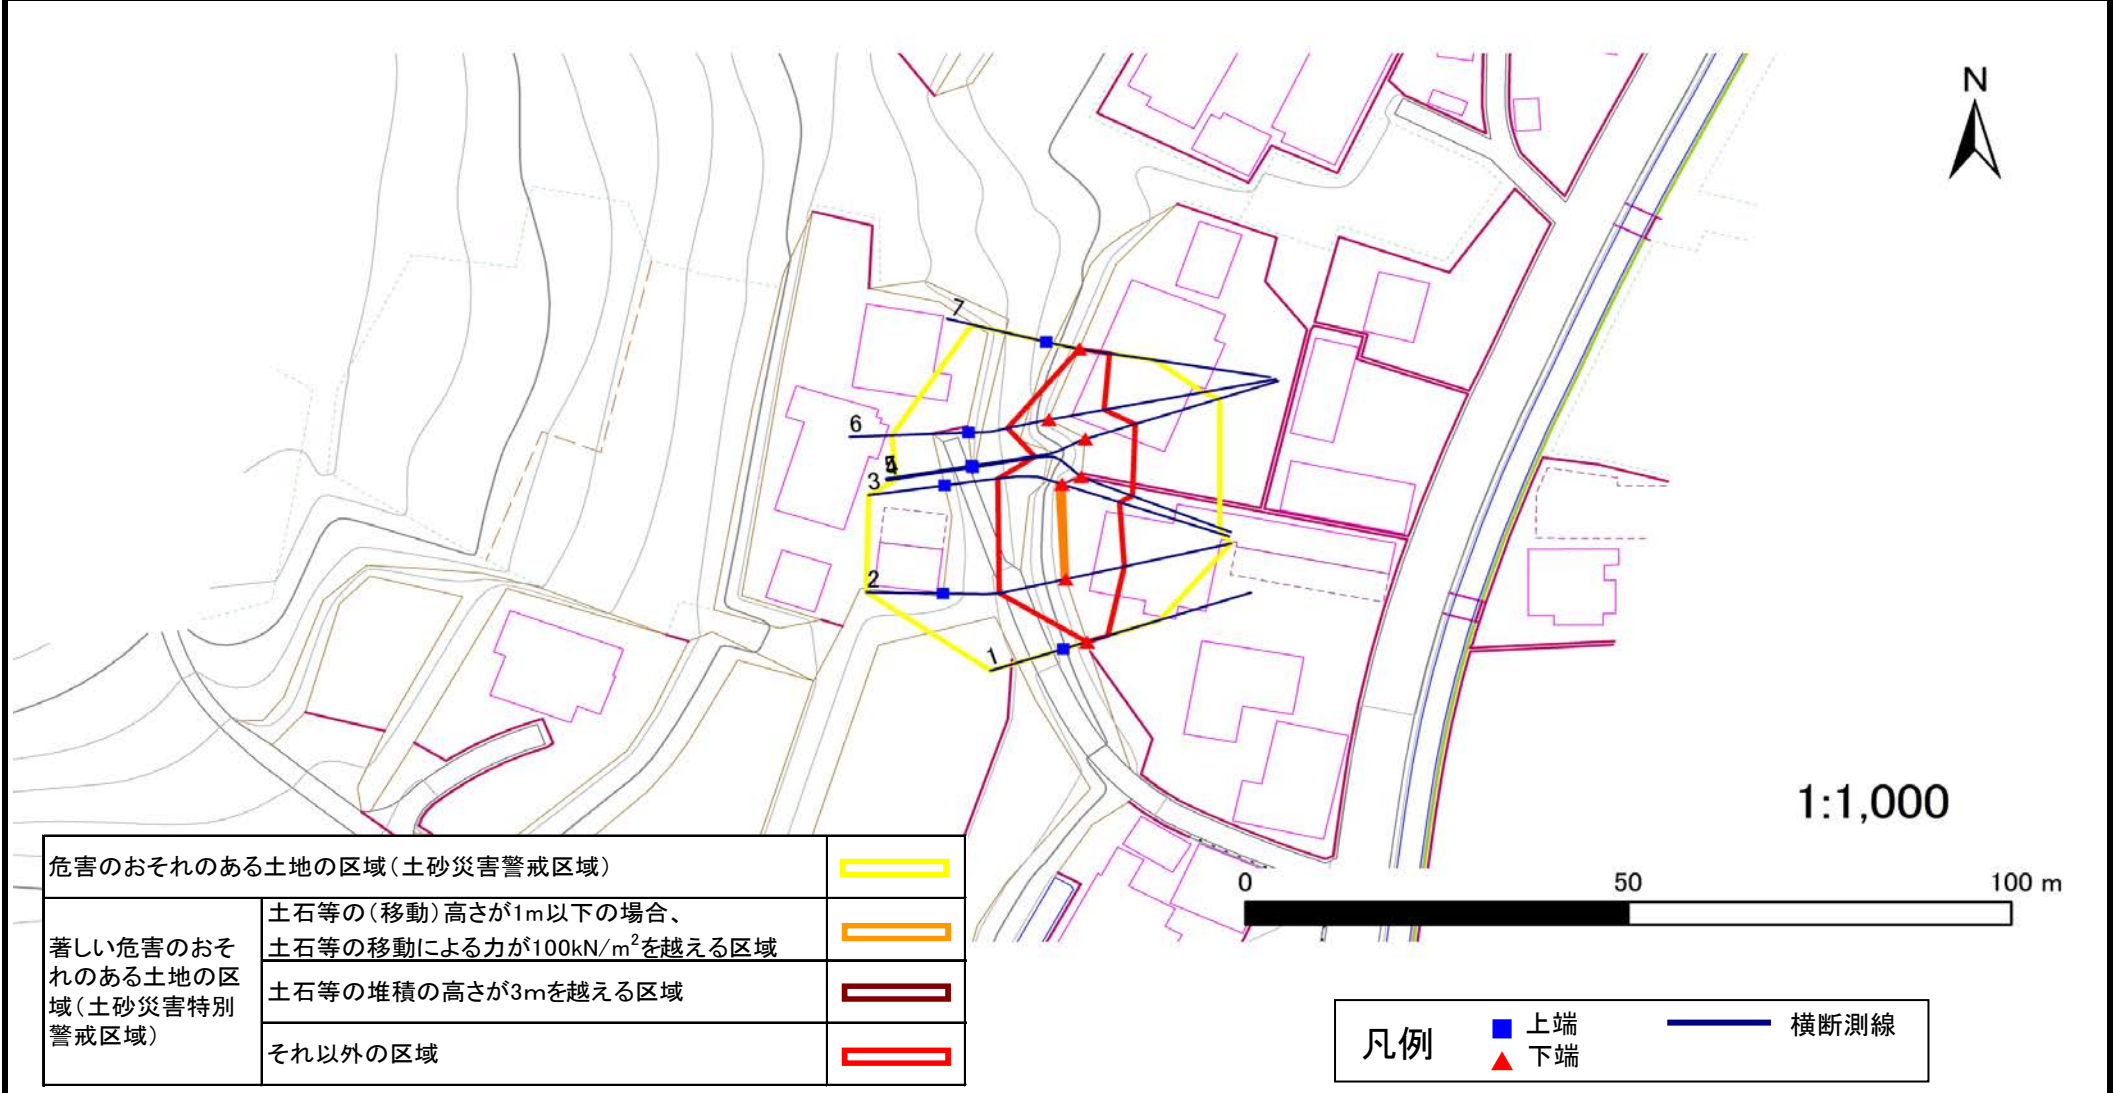 N
7
6
5
3
2
1
1:1,000
0 50 100 m
危害のおそれのある土地の区域(土砂災害警戒区域)
著しい危害のおそ
れのある土地の区
域(土砂災害特別
警戒区域)
土石等の(移動)高さが1m以下の場合、
土石等の移動による力が100kN/m²を越える区域
土石等の堆積の高さが3mを越える区域
それ以外の区域
凡例
上端
下端
横断測線